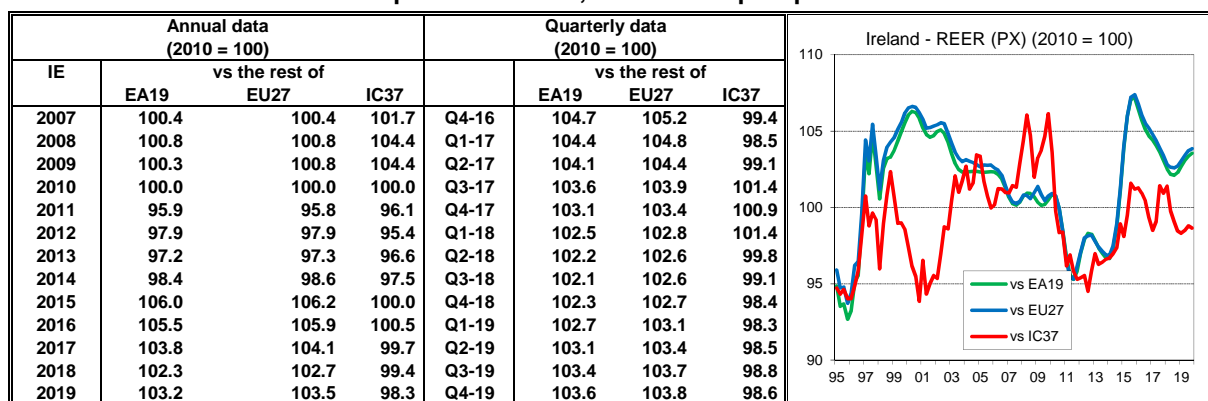 Annual data Quarterly data
(2010 = 100) (2010 = 100)
IE vs the rest of vs the rest of
EA19 EU27 IC37 EA19 EU27 IC37
2007 100.4 100.4 101.7 Q4-16 104.7 105.2 99.4
2008 100.8 100.8 104.4 Q1-17 104.4 104.8 98.5
2009 100.3 100.8 104.4 Q2-17 104.1 104.4 99.1
2010 100.0 100.0 100.0 Q3-17 103.6 103.9 101.4
2011 95.9 95.8 96.1 Q4-17 103.1 103.4 100.9
2012 97.9 97.9 95.4 Q1-18 102.5 102.8 101.4
2013 97.2 97.3 96.6 Q2-18 102.2 102.6 99.8
2014 98.4 98.6 97.5 Q3-18 102.1 102.6 99.1
2015 106.0 106.2 100.0 Q4-18 102.3 102.7 98.4
2016 105.5 105.9 100.5 Q1-19 102.7 103.1 98.3
2017 103.8 104.1 99.7 Q2-19 103.1 103.4 98.5
2018 102.3 102.7 99.4 Q3-19 103.4 103.7 98.8
2019 103.2 103.5 98.3 Q4-19 103.6 103.8 98.6
Ireland - REER (PX) (2010 = 100)
110
105
100
95
90
vs EA19
vs EU27
vs IC37
95 97 99 01 03 05 07 09 11 13 15 17 19